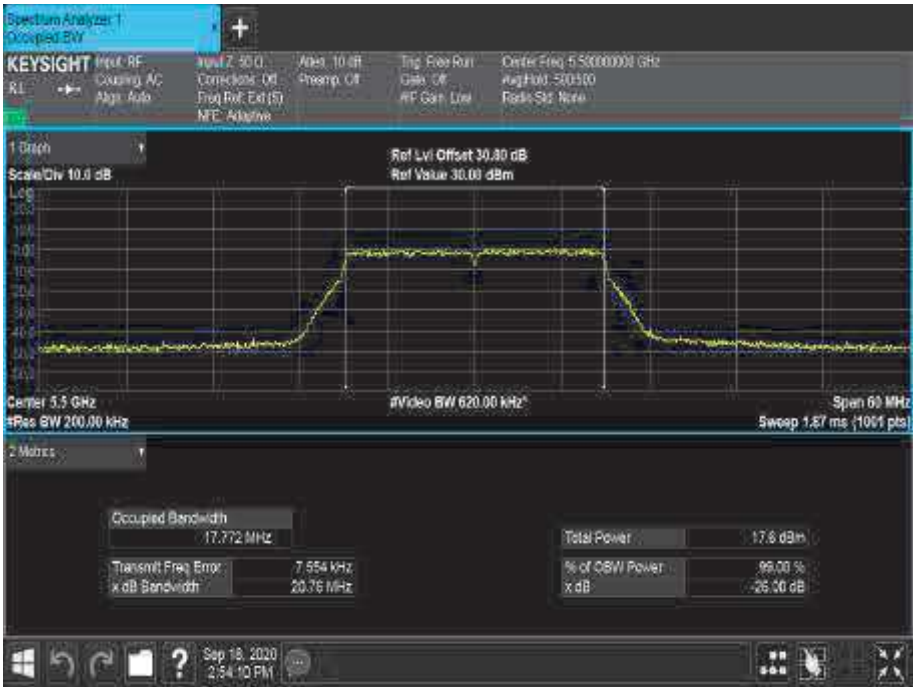 Spectrum Analyzer 1
Occupied BW
+
KEYSIGHT Input: RF
Coupling: AC
Align: Auto
Input Z: 50 Ω
Corrections: Off
Freq Ref: Ext (S)
NFE: Adaptive
Atten: 10 dB
Preamp: Off
Trig: Free Run
Gate: Off
#IF Gain: Low
Center Freq: 5.500000000 GHz
Avg|Hold: 500/500
Radio Std: None
1 Graph
Scale/Div 10.0 dB
Ref Lvl Offset 30.80 dB
Ref Value 30.00 dBm
Log
Center 5.5 GHz
#Res BW 200.00 kHz
#Video BW 620.00 kHz*
Span 60 MHz
Sweep 1.87 ms (1001 pts)
2 Metrics
Occupied Bandwidth
17.772 MHz
Transmit Freq Error 7.554 kHz
x dB Bandwidth 20.76 MHz
Total Power 17.6 dBm
% of OBW Power 99.00 %
x dB -26.00 dB
?
Sep 18, 2020
2:54:10 PM